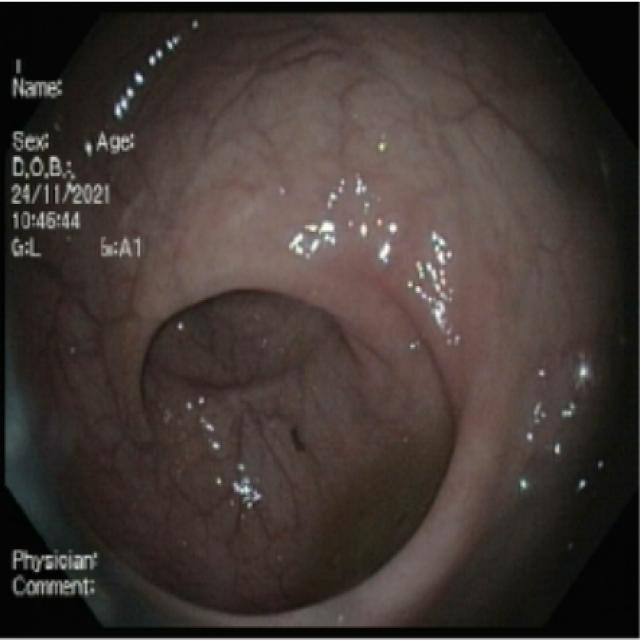 I
Name:
Sex: Age:
D.O.B.:
24/11/2021
10:46:44
G:L A1
Physician:
Comment: